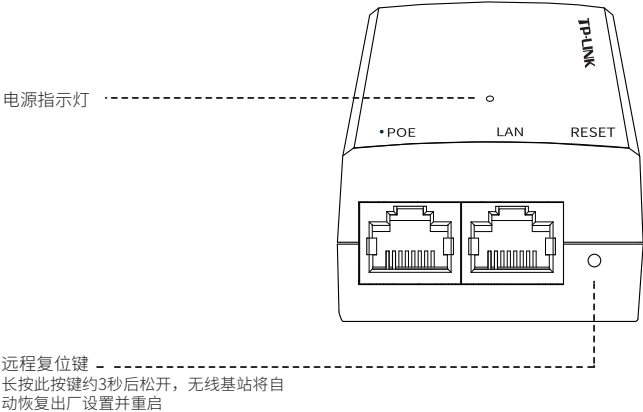 TP-LINK
电源指示灯
•POE LAN RESET
远程复位键
长按此按键约3秒后松开，无线基站将自
动恢复出厂设置并重启